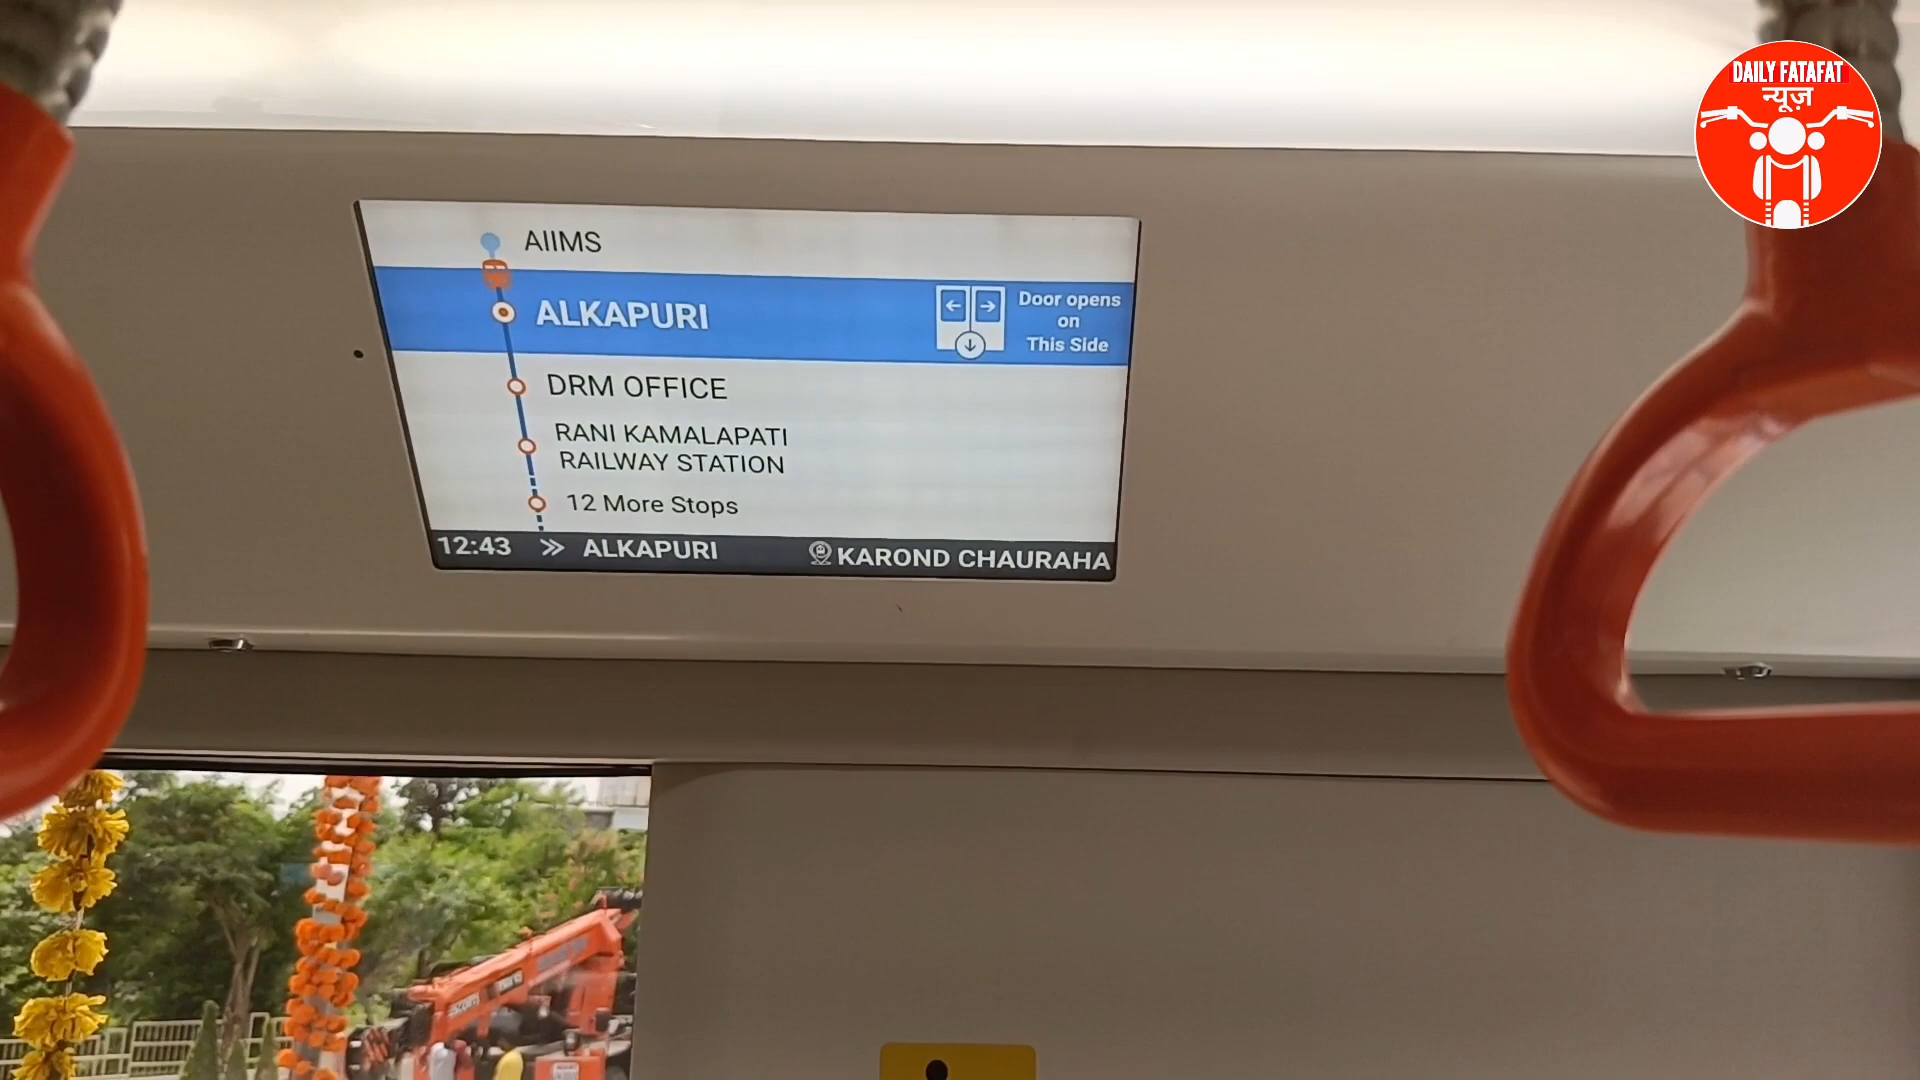 DAILY FATAFAT
न्यूज़
AIIMS
ALKAPURI
Door opens
on
This Side
DRM OFFICE
RANI KAMALAPATI
RAILWAY STATION
12 More Stops
12:43 >> ALKAPURI KAROND CHAURAHA